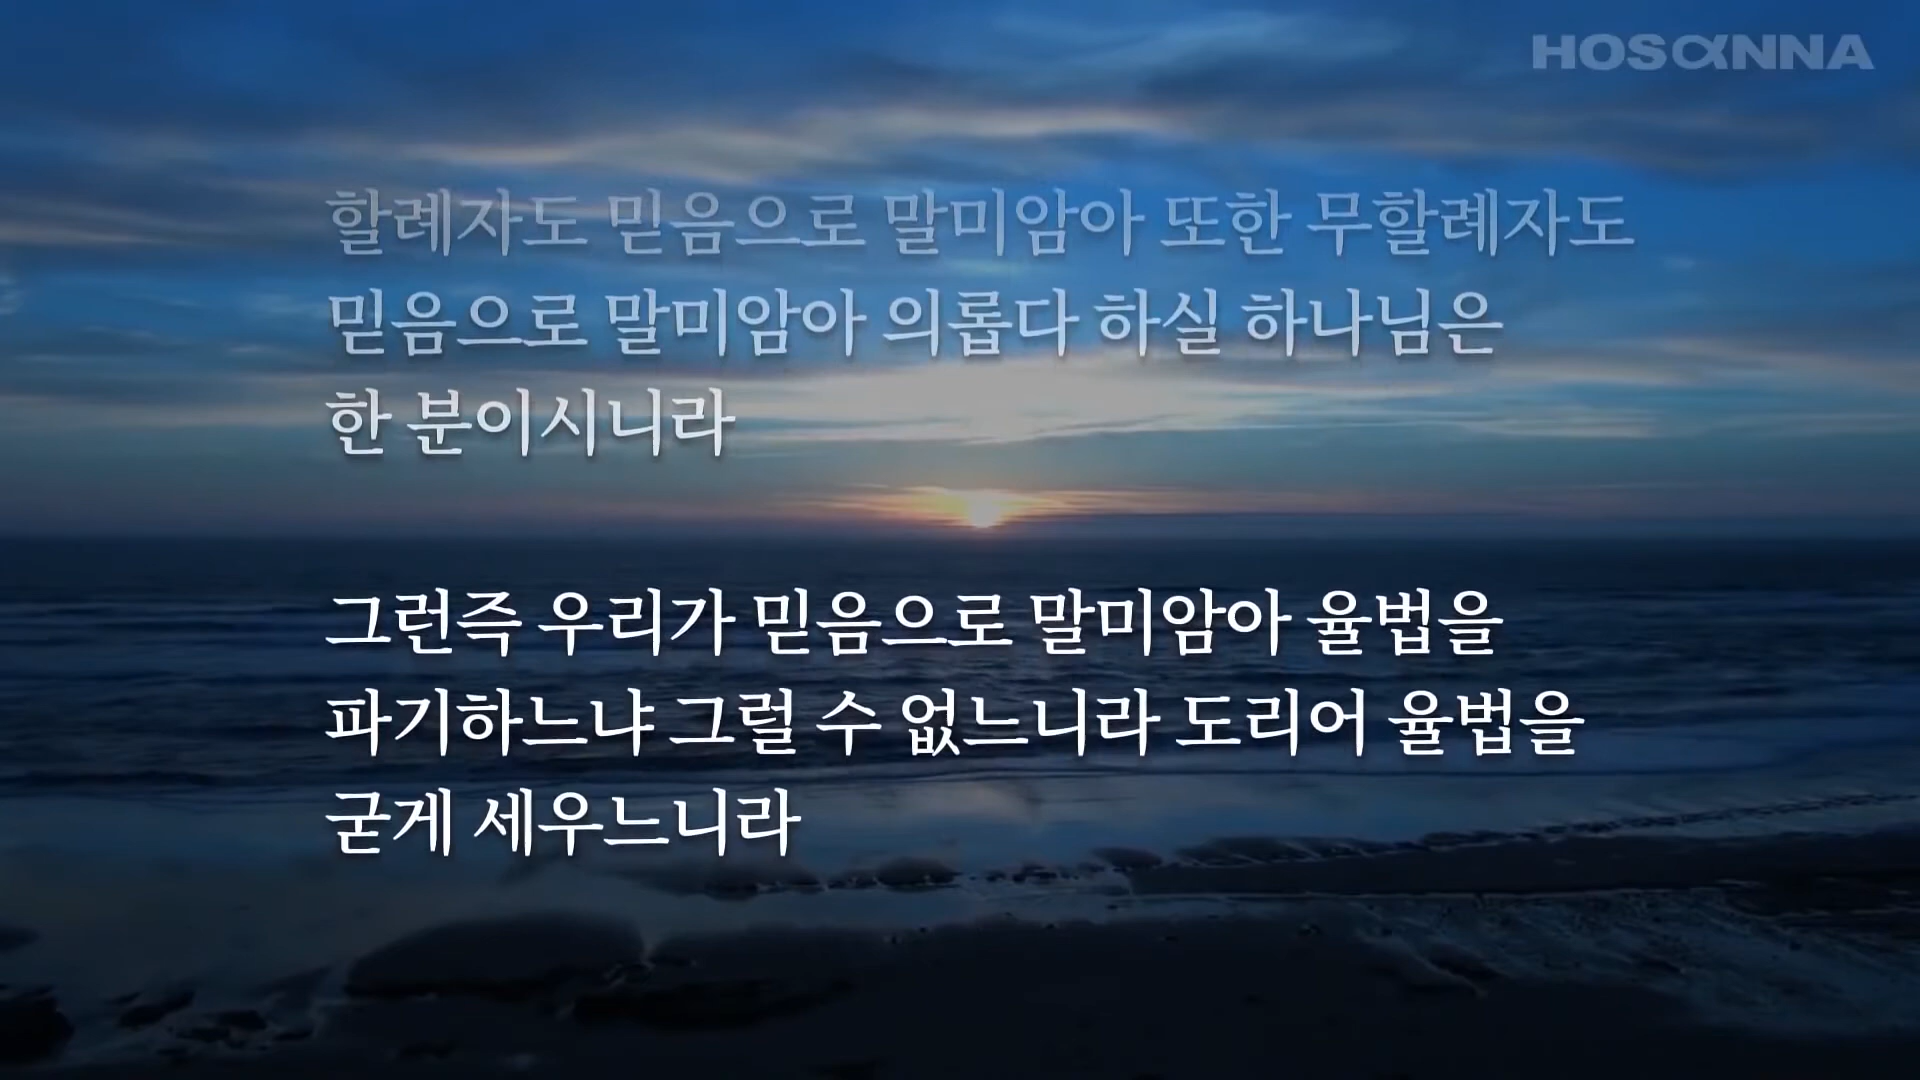 HOSANNA
할례자도 믿음으로 말미암아 또한 무할례자도
믿음으로 말미암아 의롭다 하실 하나님은
한 분이시니라
그런즉 우리가 믿음으로 말미암아 율법을
파기하느냐 그럴 수 없느니라 도리어 율법을
굳게 세우느니라